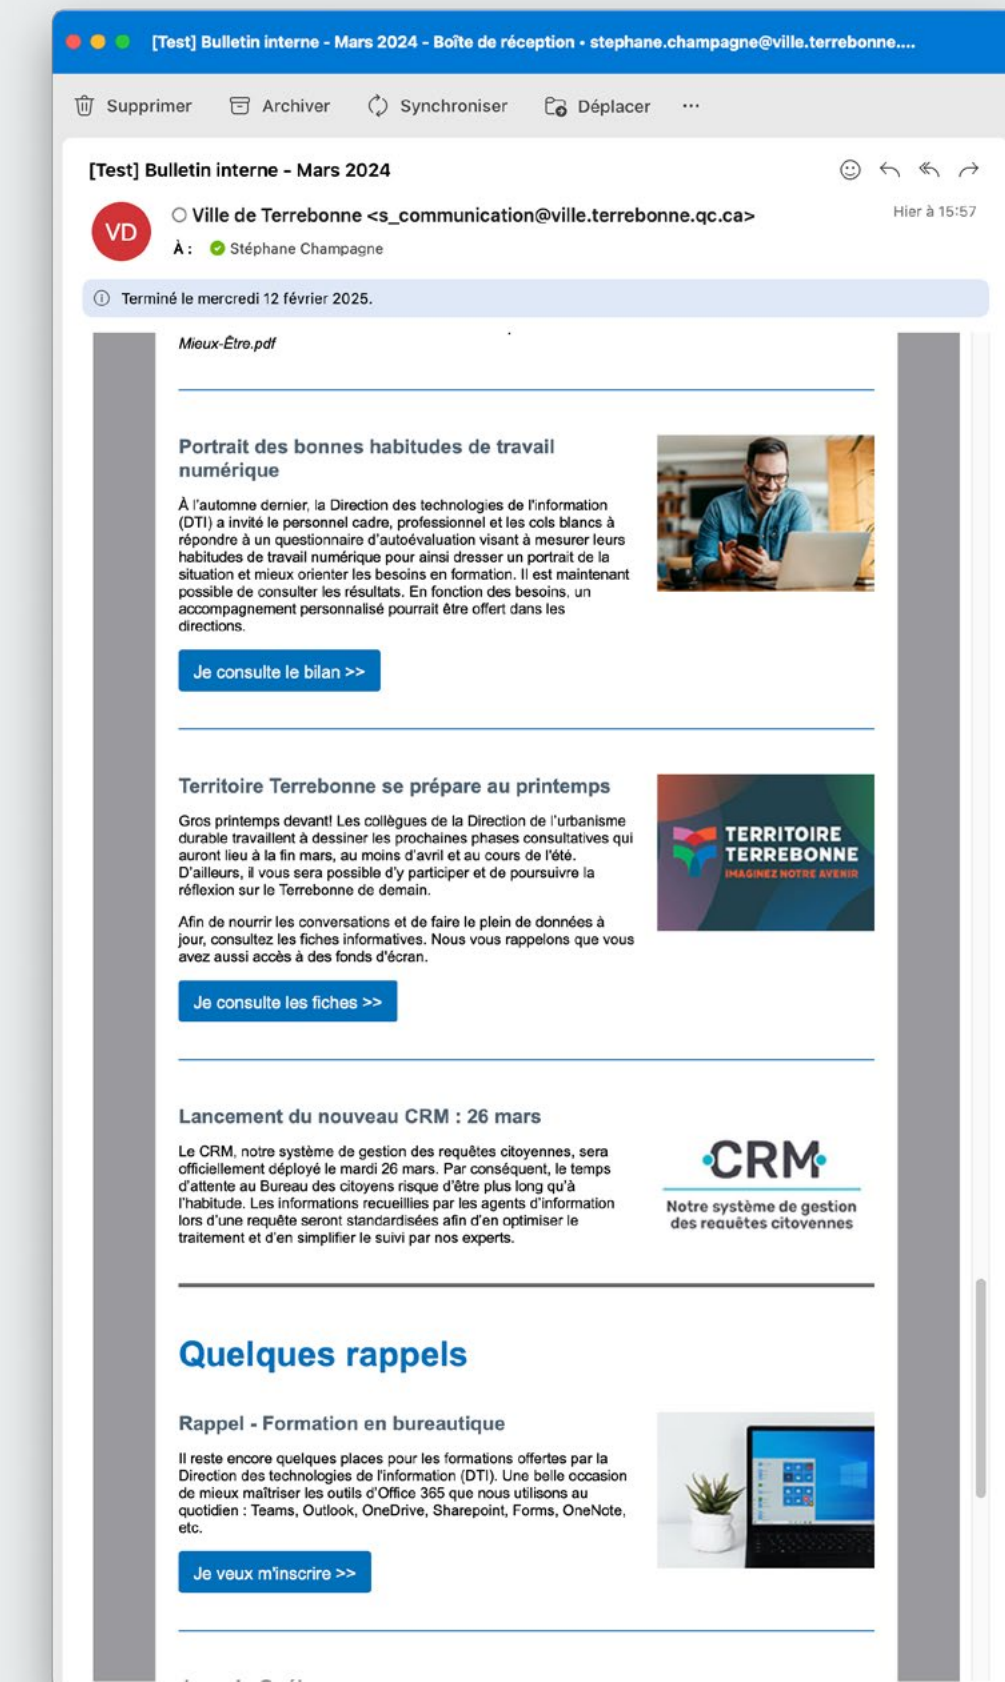 [Test] Bulletin interne - Mars 2024 - Boîte de réception • stephane.champagne@ville.terrebonne....
Supprimer Archiver Synchroniser Déplacer ...
[Test] Bulletin interne - Mars 2024
VD
Ville de Terrebonne <s_communication@ville.terrebonne.qc.ca>
Hier à 15:57
À : Stéphane Champagne
Terminé le mercredi 12 février 2025.
Mieux-Être.pdf
Portrait des bonnes habitudes de travail
numérique
À l'automne dernier, la Direction des technologies de l'information
(DTI) a invité le personnel cadre, professionnel et les cols blancs à
répondre à un questionnaire d'autoévaluation visant à mesurer leurs
habitudes de travail numérique pour ainsi dresser un portrait de la
situation et mieux orienter les besoins en formation. Il est maintenant
possible de consulter les résultats. En fonction des besoins, un
accompagnement personnalisé pourrait être offert dans les
directions.
Je consulte le bilan >>
Territoire Terrebonne se prépare au printemps
Gros printemps devant! Les collègues de la Direction de l'urbanisme
durable travaillent à dessiner les prochaines phases consultatives qui
auront lieu à la fin mars, au moins d'avril et au cours de l'été.
D'ailleurs, il vous sera possible d'y participer et de poursuivre la
réflexion sur le Terrebonne de demain.
Afin de nourrir les conversations et de faire le plein de données à
jour, consultez les fiches informatives. Nous vous rappelons que vous
avez aussi accès à des fonds d'écran.
TERRITOIRE
TERREBONNE
IMAGINEZ NOTRE AVENIR
Je consulte les fiches >>
Lancement du nouveau CRM : 26 mars
Le CRM, notre système de gestion des requêtes citoyennes, sera
officiellement déployé le mardi 26 mars. Par conséquent, le temps
d'attente au Bureau des citoyens risque d'être plus long qu'à
l'habitude. Les informations recueillies par les agents d'information
lors d'une requête seront standardisées afin d'en optimiser le
traitement et d'en simplifier le suivi par nos experts.
CRM
Notre système de gestion
des requêtes citoyennes
Quelques rappels
Rappel - Formation en bureautique
Il reste encore quelques places pour les formations offertes par la
Direction des technologies de l'information (DTI). Une belle occasion
de mieux maîtriser les outils d'Office 365 que nous utilisons au
quotidien : Teams, Outlook, OneDrive, Sharepoint, Forms, OneNote,
etc.
Je veux m'inscrire >>